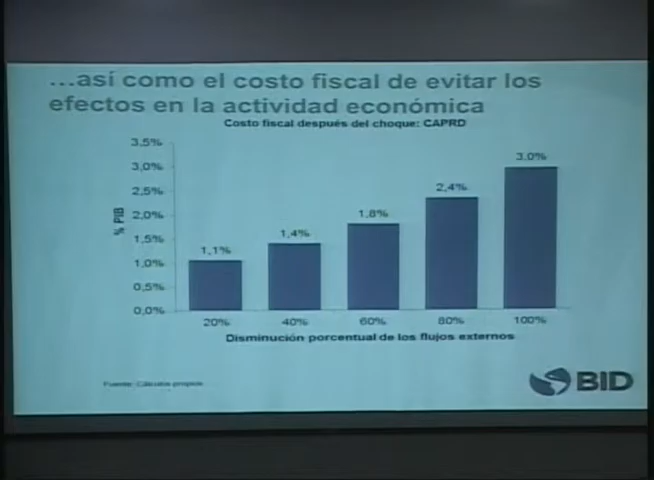 ...así como el costo fiscal de evitar los
efectos en la actividad económica
Costo fiscal después del choque: CAPRD
3,5%
3,0%
2,5%
2,0%
1,5%
1,0%
0,5%
0,0%
% PIB
1,1%
1,4%
1,8%
2,4%
3,0%
20%
40%
60%
80%
100%
Disminución porcentual de los flujos externos
Fuente: Cálculos propios
BID